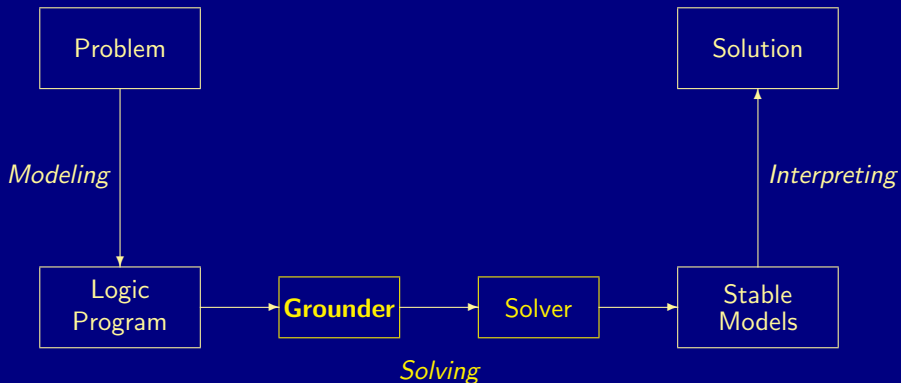 Problem
Solution
Modeling
Interpreting
Logic
Program
Grounder
Solver
Stable
Models
Solving